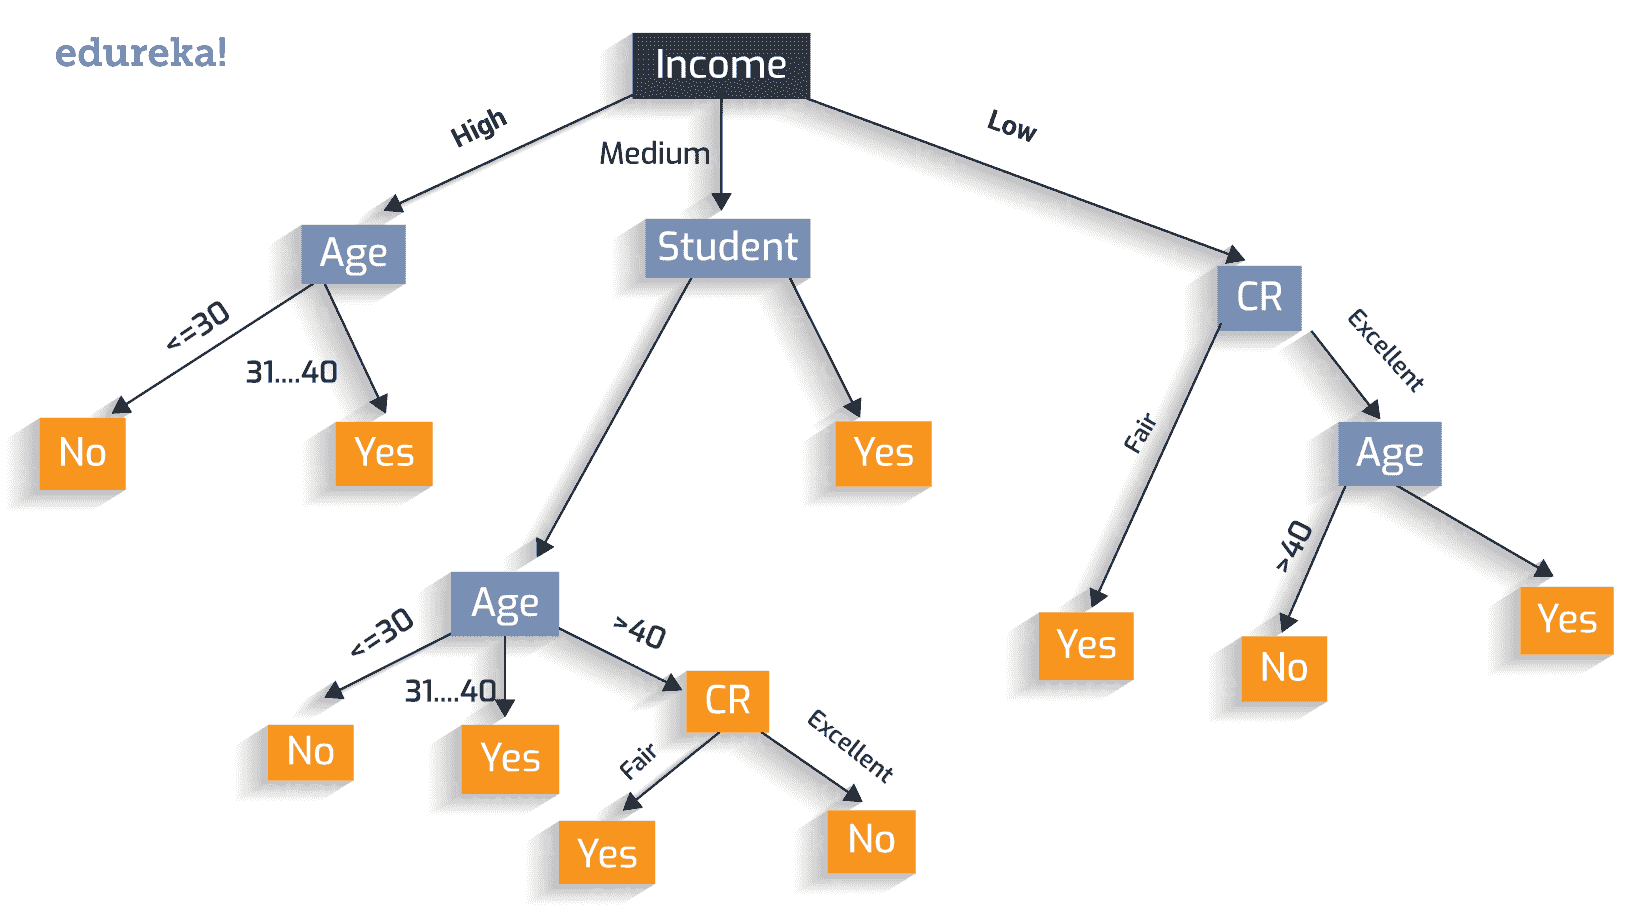 edureka!
Income
High
Medium
Low
Age
Student
CR
<=30
31....40
Fair
Excellent
No
Yes
Yes
Age
>40
Yes
No
Yes
Age
<=30
31....40
>40
No
Yes
CR
Fair
Excellent
Yes
No